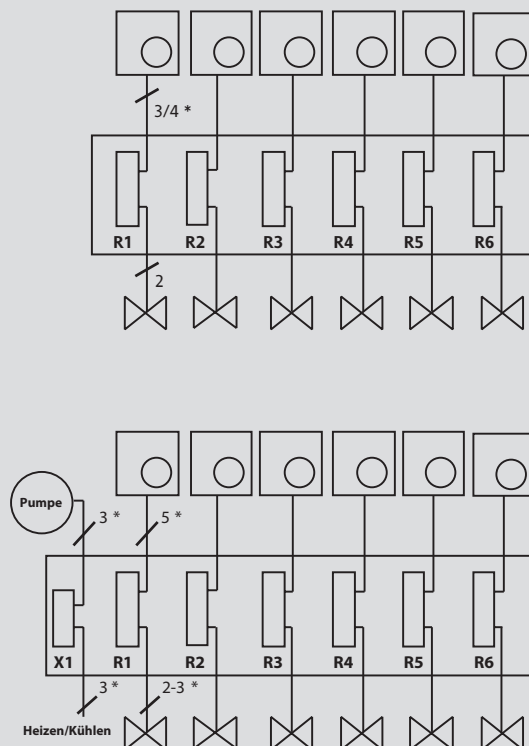 3/4 *
R1 R2 R3 R4 R5 R6
2
Pumpe
3 * 5 *
X1 R1 R2 R3 R4 R5 R6
3 * 2-3 *
Heizen/Kühlen